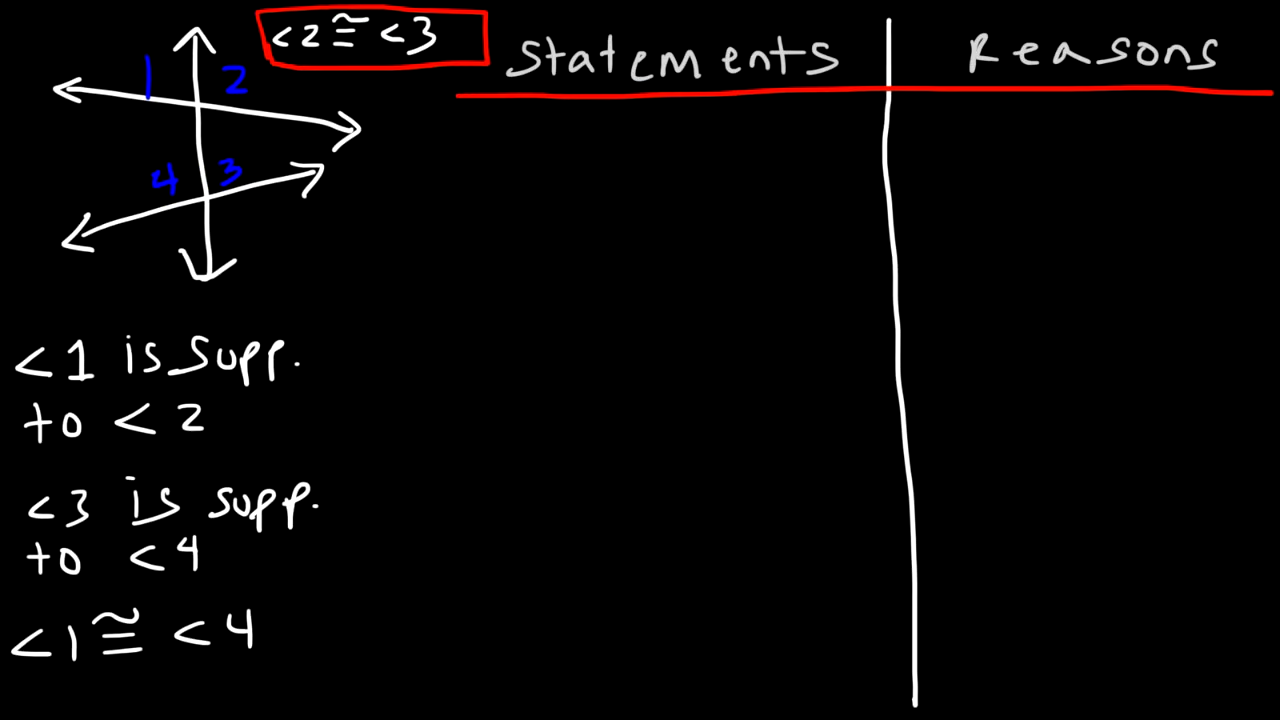 <2 ≅ <3
Statements
Reasons
1
2
4
3
<1 is supp.
to <2
<3 is supp.
to <4
<1 ≅ <4